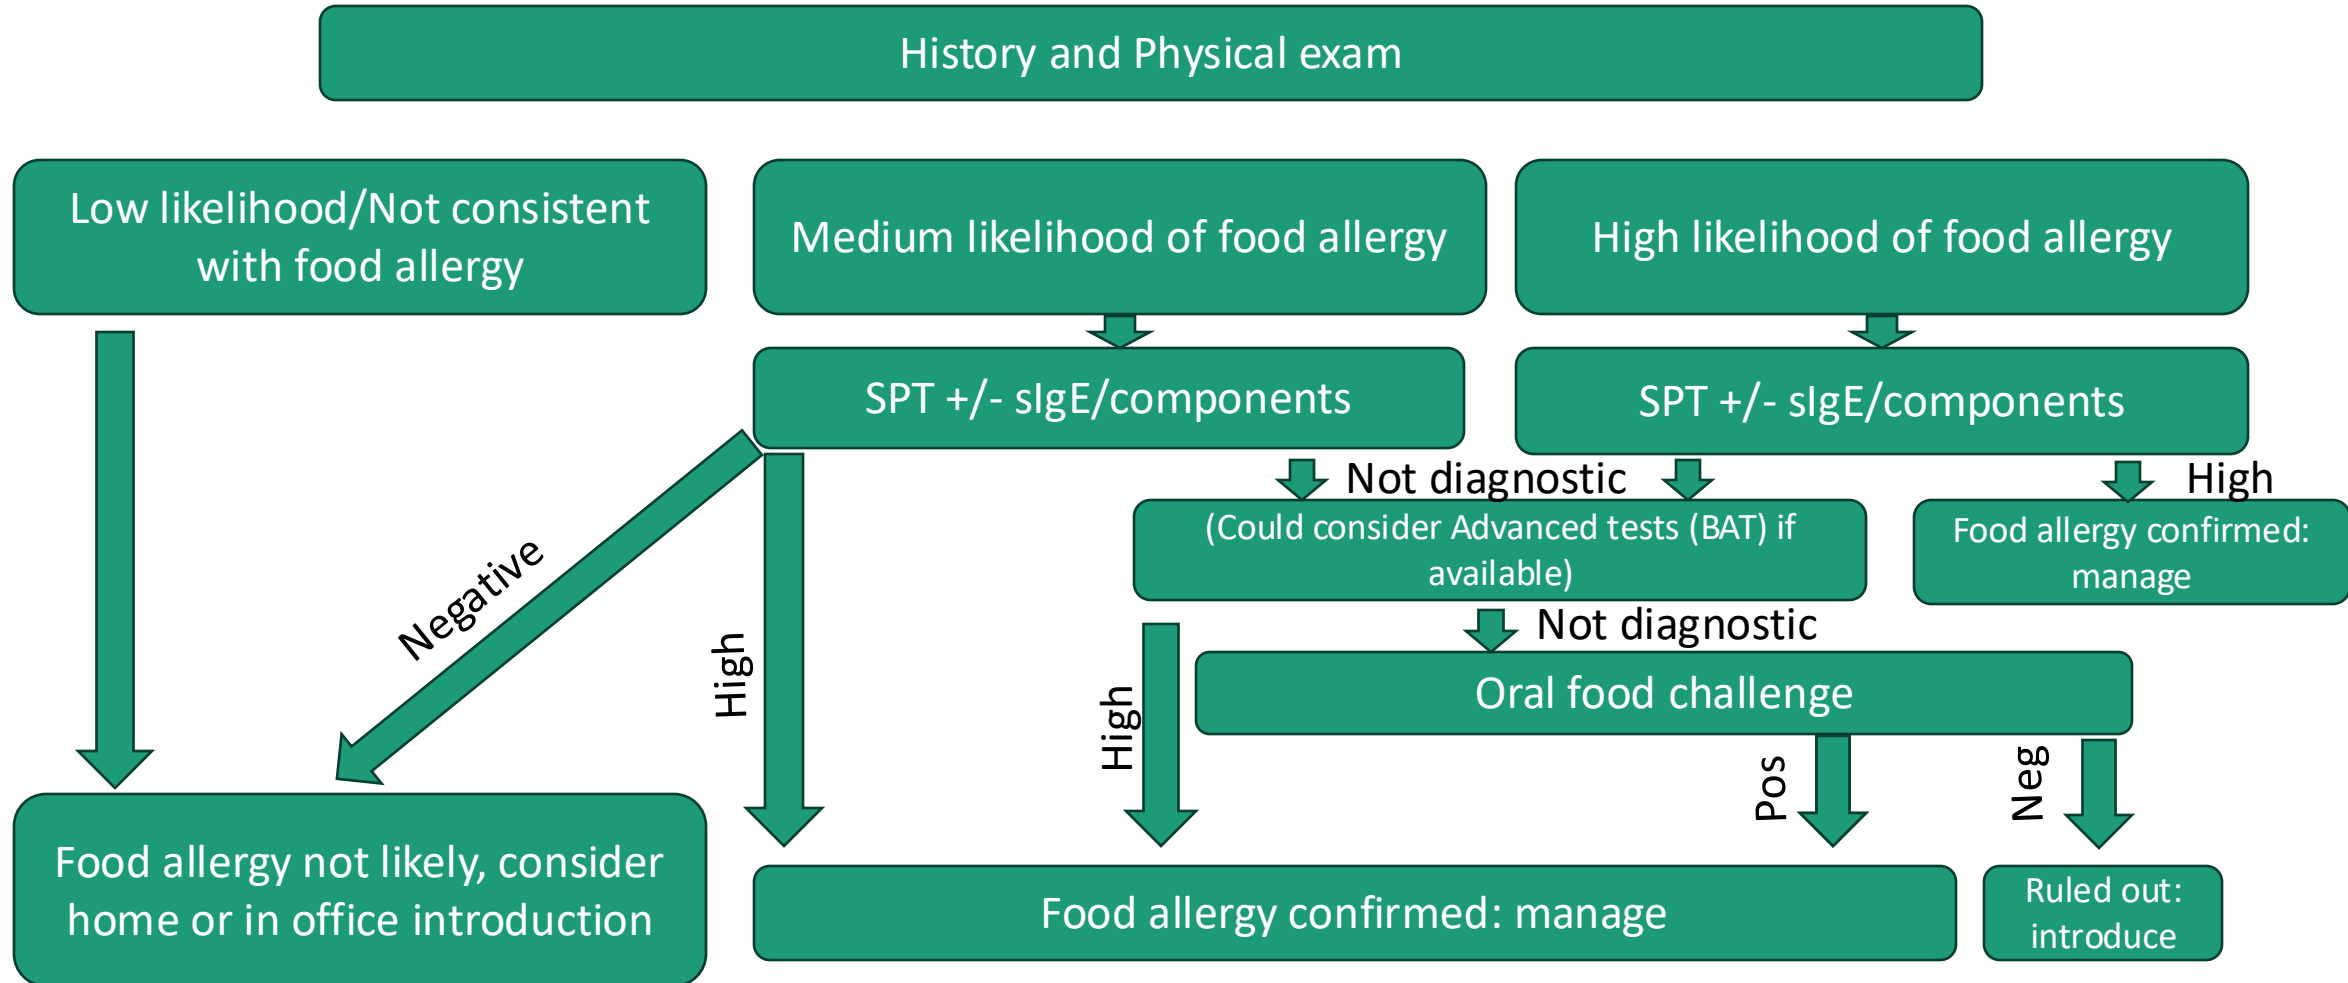 History and Physical exam
Low likelihood/Not consistent
with food allergy
Medium likelihood of food allergy
High likelihood of food allergy
SPT +/- sIgE/components
SPT +/- sIgE/components
Not diagnostic
High
(Could consider Advanced tests (BAT) if
available)
Food allergy confirmed:
manage
Negative
High
Not diagnostic
High
Oral food challenge
Pos
Neg
Food allergy not likely, consider
home or in office introduction
Food allergy confirmed: manage
Ruled out:
introduce